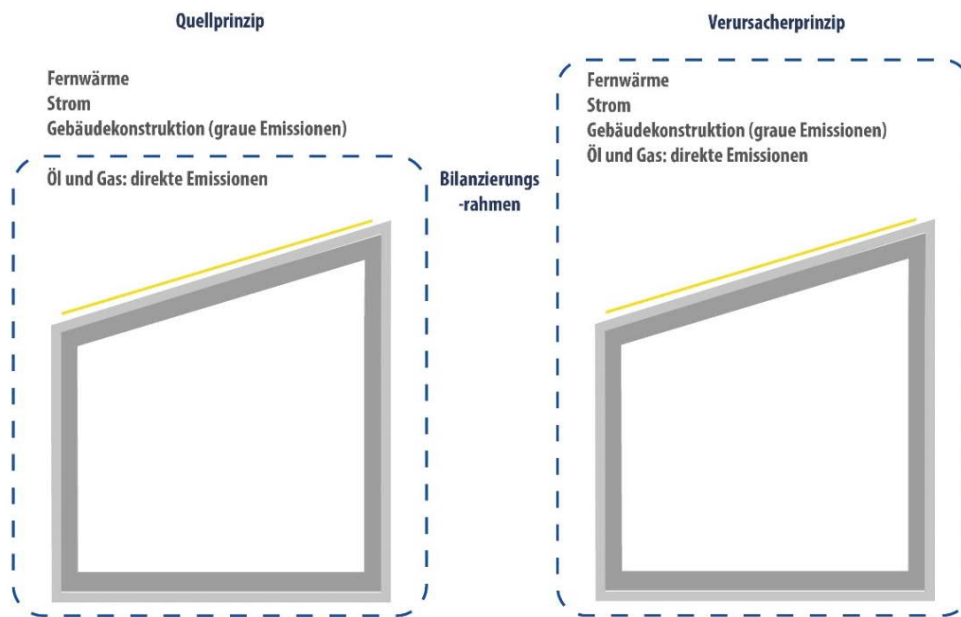 Quellprinzip
Fernwärme
Strom
Gebäudekonstruktion (graue Emissionen)
Öl und Gas: direkte Emissionen
Bilanzierungs
-rahmen
Verursacherprinzip
Fernwärme
Strom
Gebäudekonstruktion (graue Emissionen)
Öl und Gas: direkte Emissionen